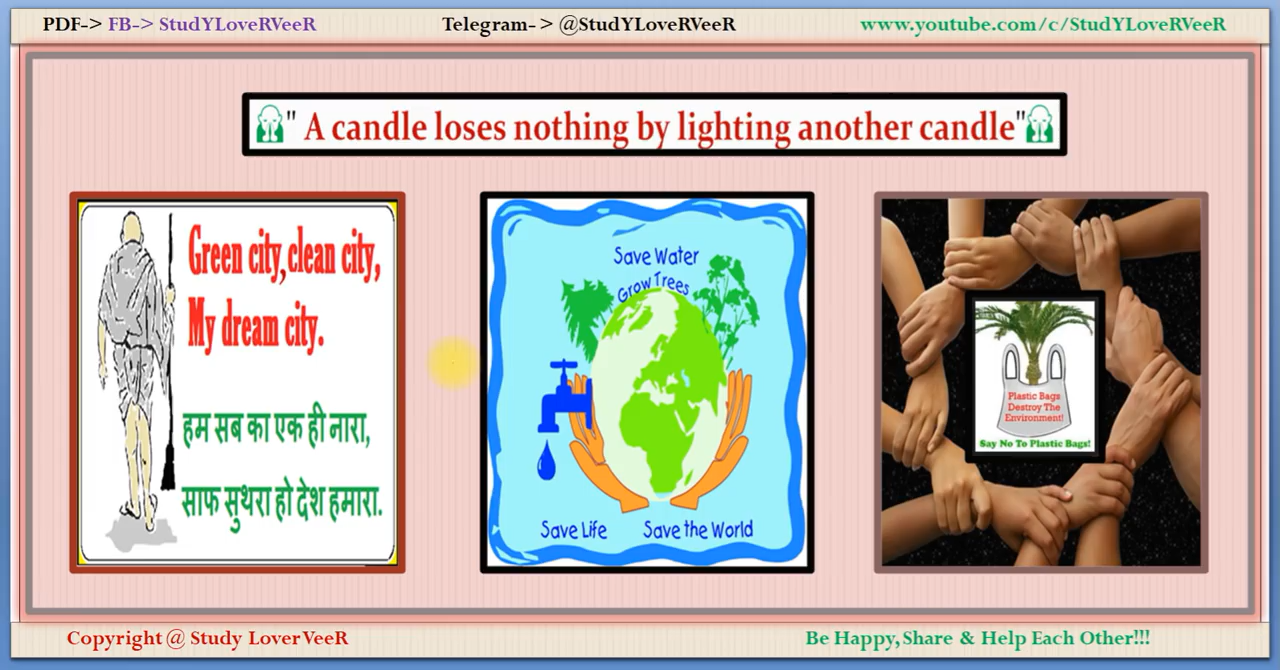 PDF-> FB-> StudYLoveRVeeR
Telegram-> @StudYLoveRVeeR
www.youtube.com/c/StudYLoveRVeeR
" A candle loses nothing by lighting another candle"
Green city,clean city,
My dream city.
हम सब का एक ही नारा,
साफ सुथरा हो देश हमारा.
Save Water
Grow Trees
Save Life
Save the World
Plastic Bags
Destroy The
Environment!
Say No To Plastic Bags!
Copyright @ Study LoverVeeR
Be Happy,Share & Help Each Other!!!